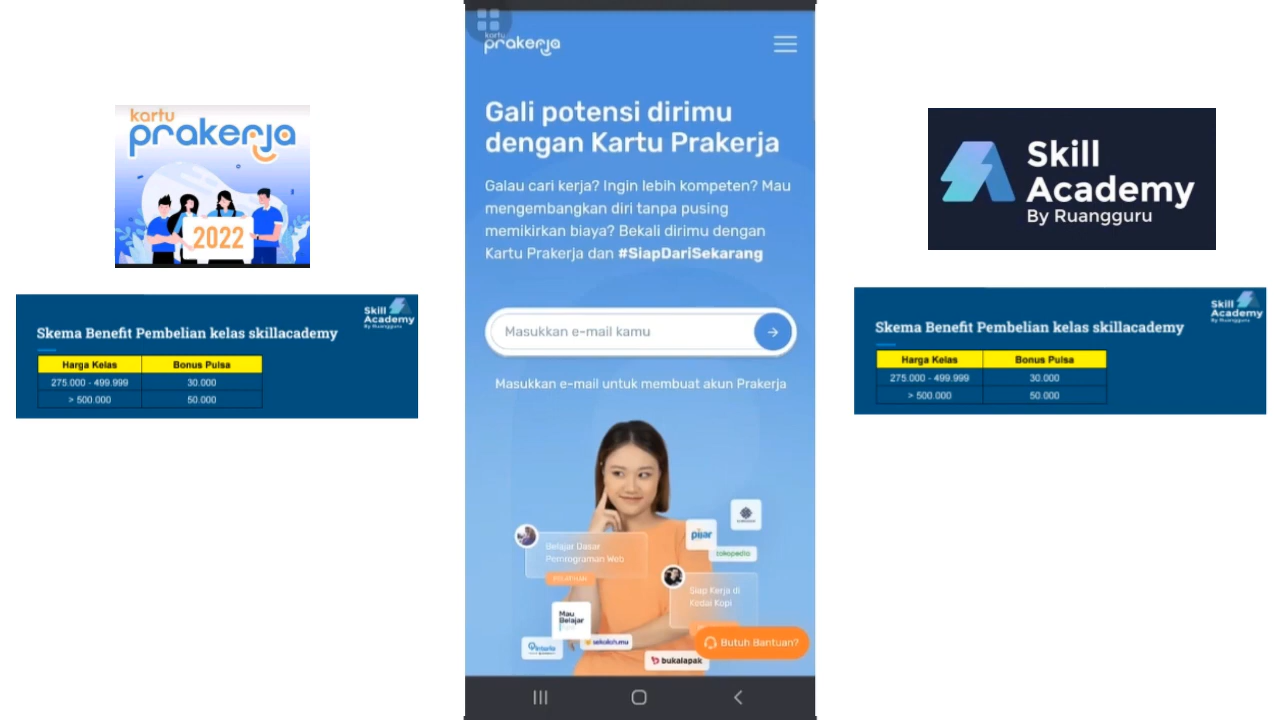 kartu
prakerja
2022
Skill
Academy
By Ruangguru
Skema Benefit Pembelian kelas skillacademy
Harga Kelas Bonus Pulsa
275.000 - 499.999 30.000
> 500.000 50.000
kartu
prakerja
Gali potensi dirimu
dengan Kartu Prakerja
Galau cari kerja? Ingin lebih kompeten? Mau
mengembangkan diri tanpa pusing
memikirkan biaya? Bekali dirimu dengan
Kartu Prakerja dan #SiapDariSekarang
Masukkan e-mail kamu
Masukkan e-mail untuk membuat akun Prakerja
Belajar Dasar
Pemrograman Web
pijar
tokopedia
Siap Kerja di
Kedai Kopi
Mau
Belajar
sekolahmu
Butuh Bantuan?
bukalapak
Skill
Academy
By Ruangguru
Skill
Academy
By Ruangguru
Skema Benefit Pembelian kelas skillacademy
Harga Kelas Bonus Pulsa
275.000 - 499.999 30.000
> 500.000 50.000